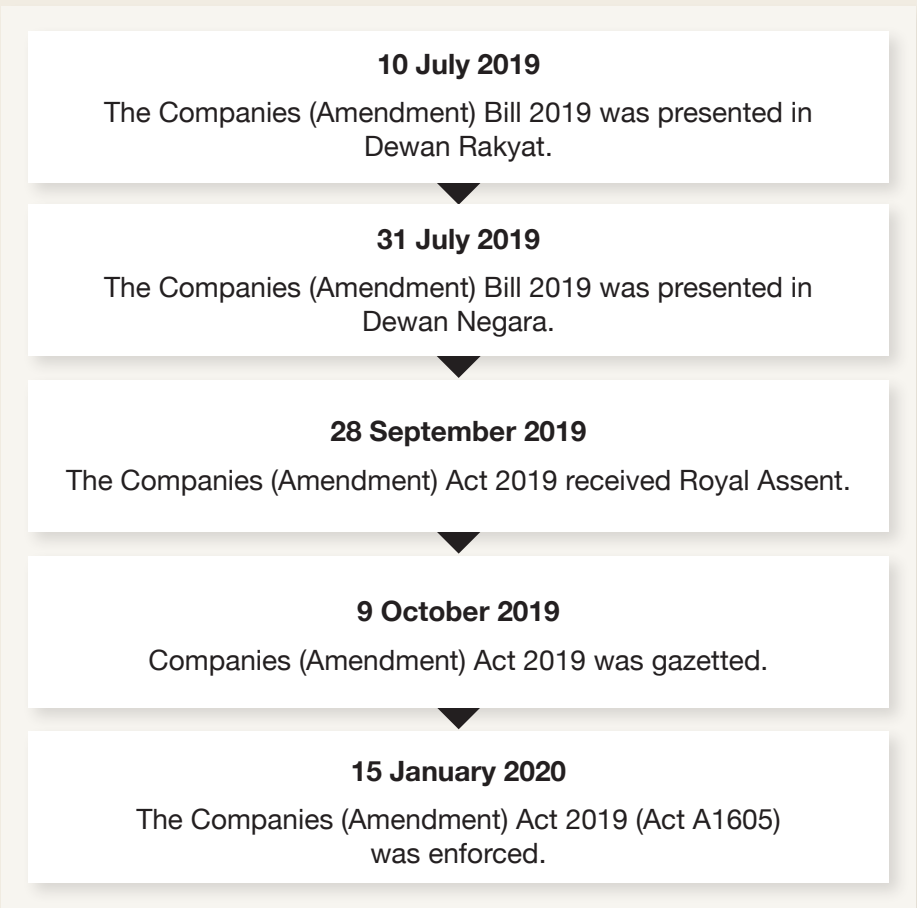 10 July 2019
The Companies (Amendment) Bill 2019 was presented in
Dewan Rakyat.
31 July 2019
The Companies (Amendment) Bill 2019 was presented in
Dewan Negara.
28 September 2019
The Companies (Amendment) Act 2019 received Royal Assent.
9 October 2019
Companies (Amendment) Act 2019 was gazetted.
15 January 2020
The Companies (Amendment) Act 2019 (Act A1605)
was enforced.